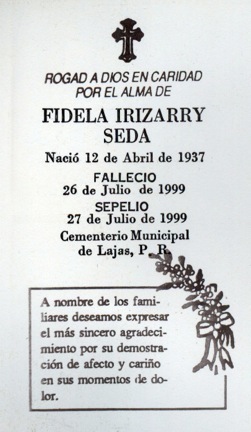 ROGAD A DIOS EN CARIDAD
POR EL ALMA DE
FIDELA IRIZARRY
SEDA
Nació 12 de Abril de 1937
FALLECIO
26 de Julio de 1999
SEPELIO
27 de Julio de 1999
Cementerio Municipal
de Lajas, P. R.
A nombre de los fami-
liares deseamos expresar
el más sincero agradeci-
miento por su demostra-
ción de afecto y cariño
en sus momentos de do-
lor.